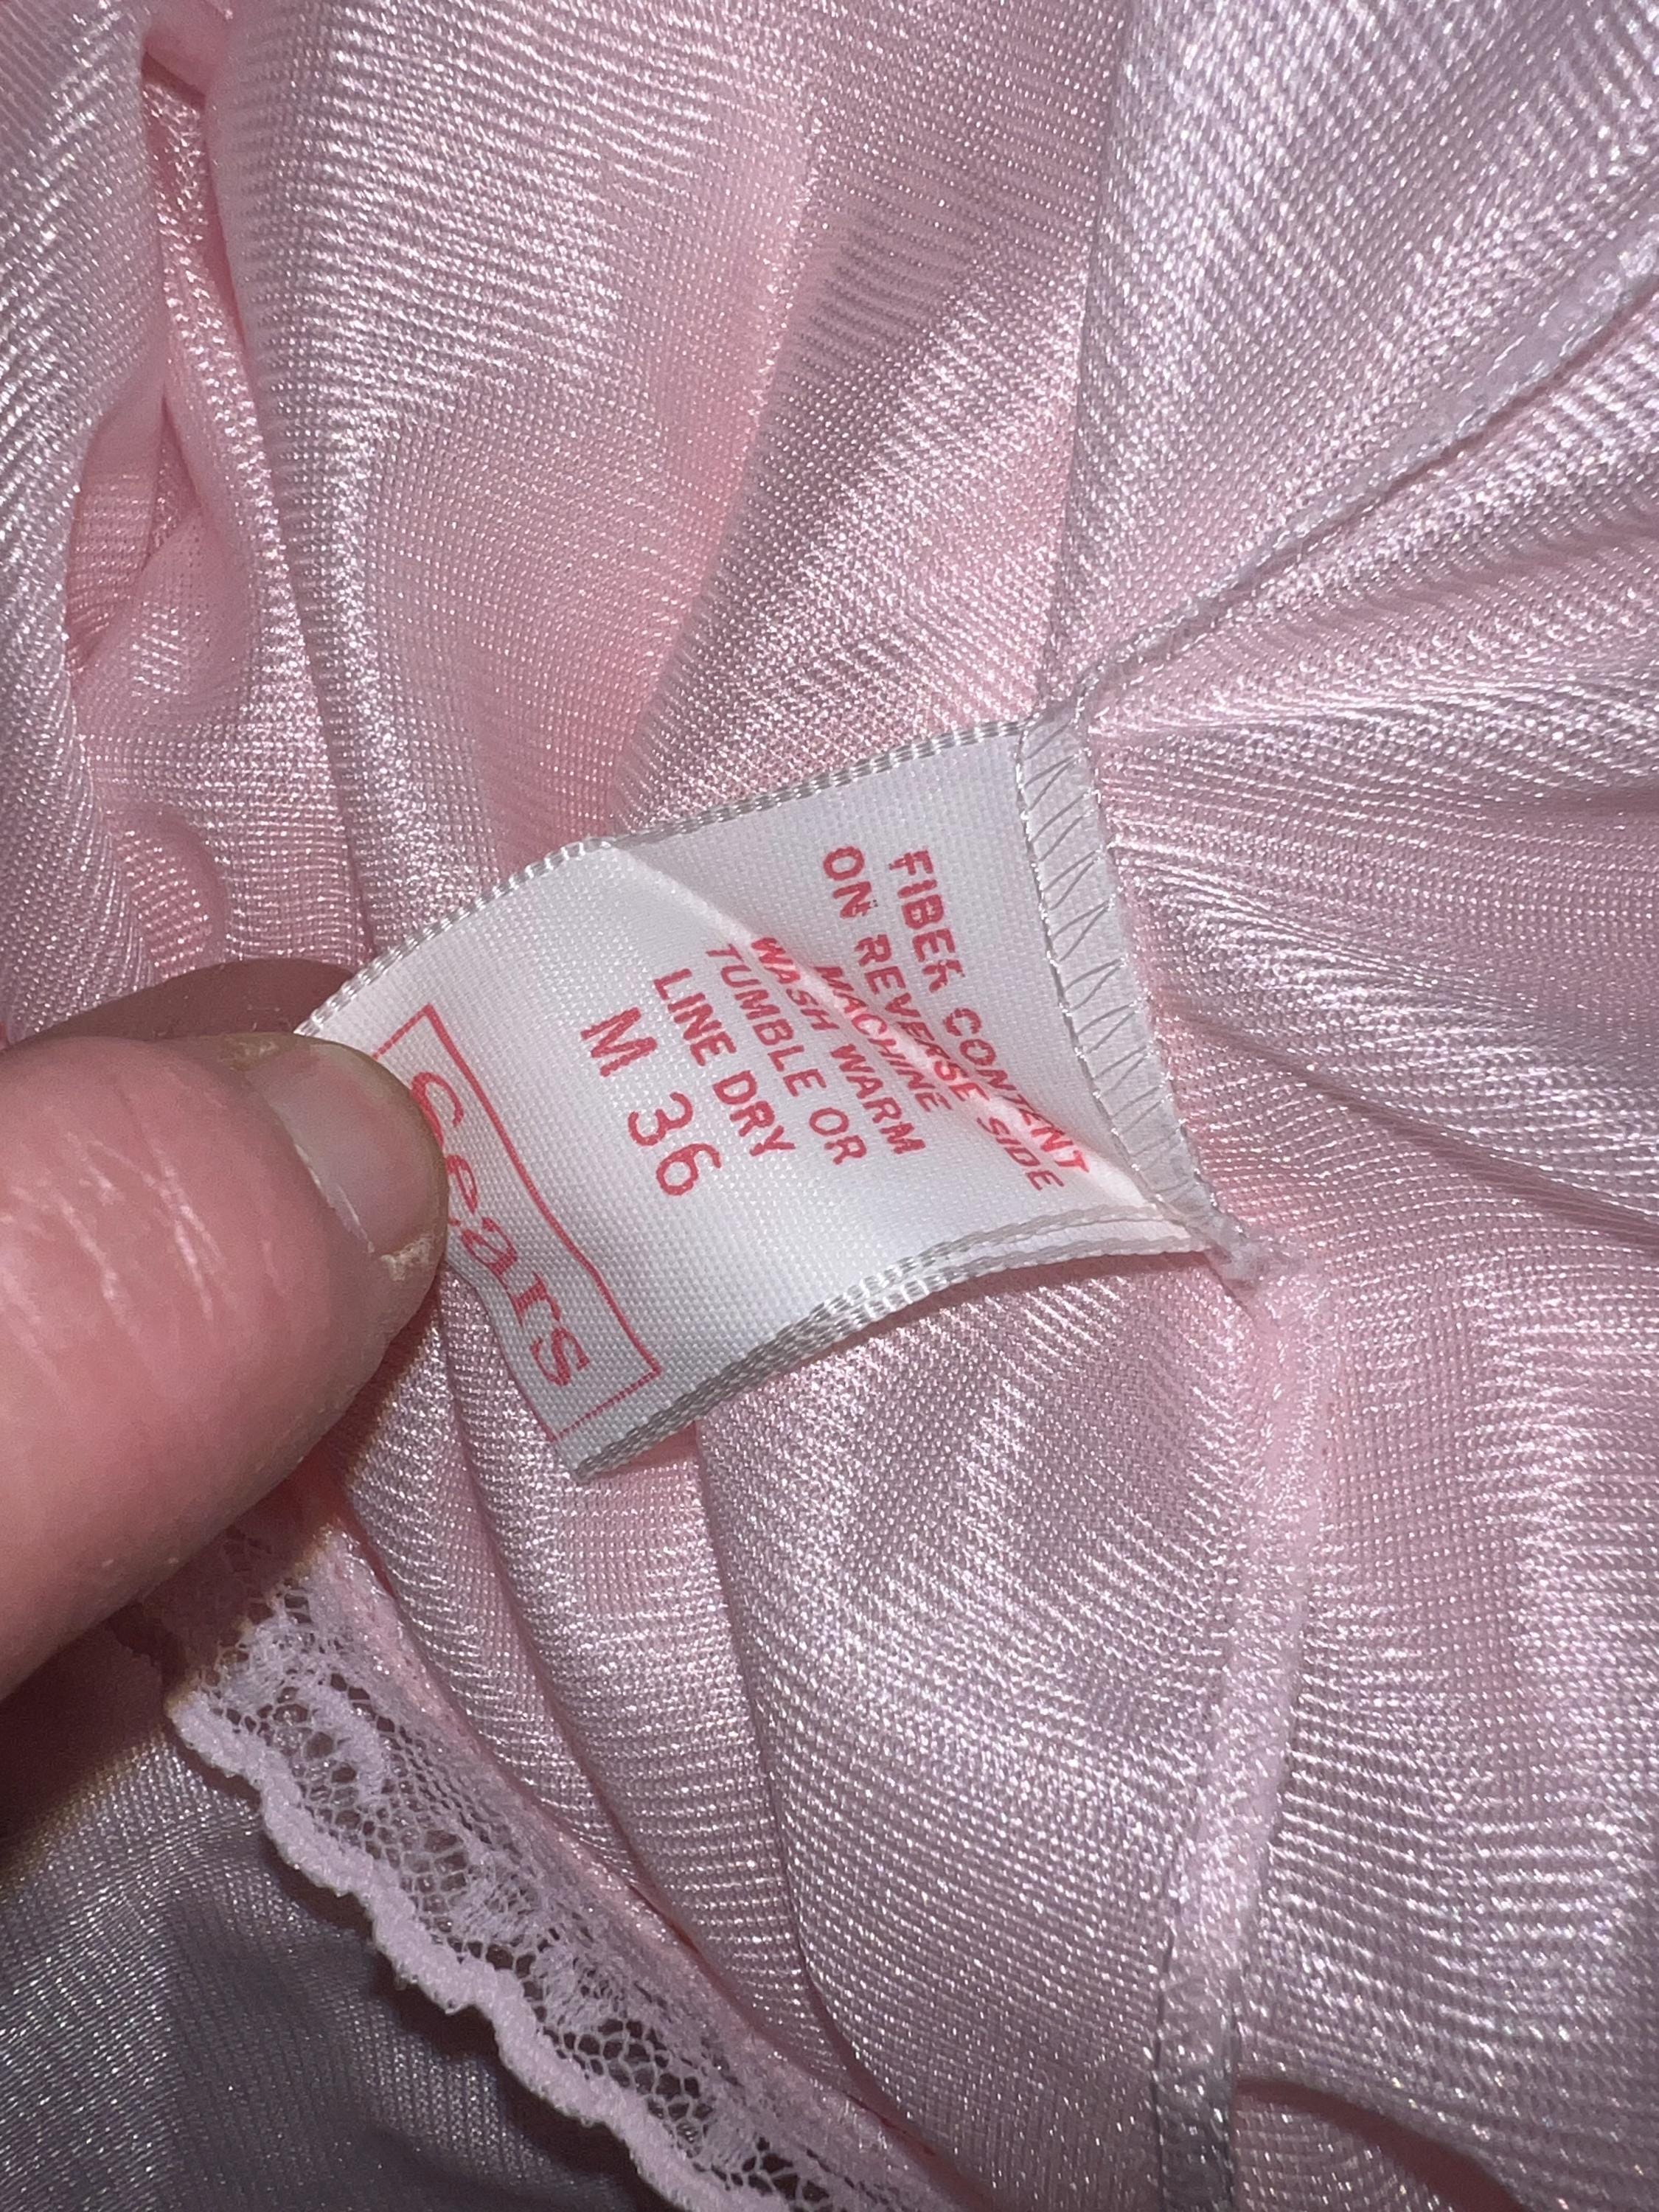 Sears
M 36
LINE DRY
TUMBLE OR
WASH WARM
MACHINE
ON REVERSE SIDE
FIBER CONTENT